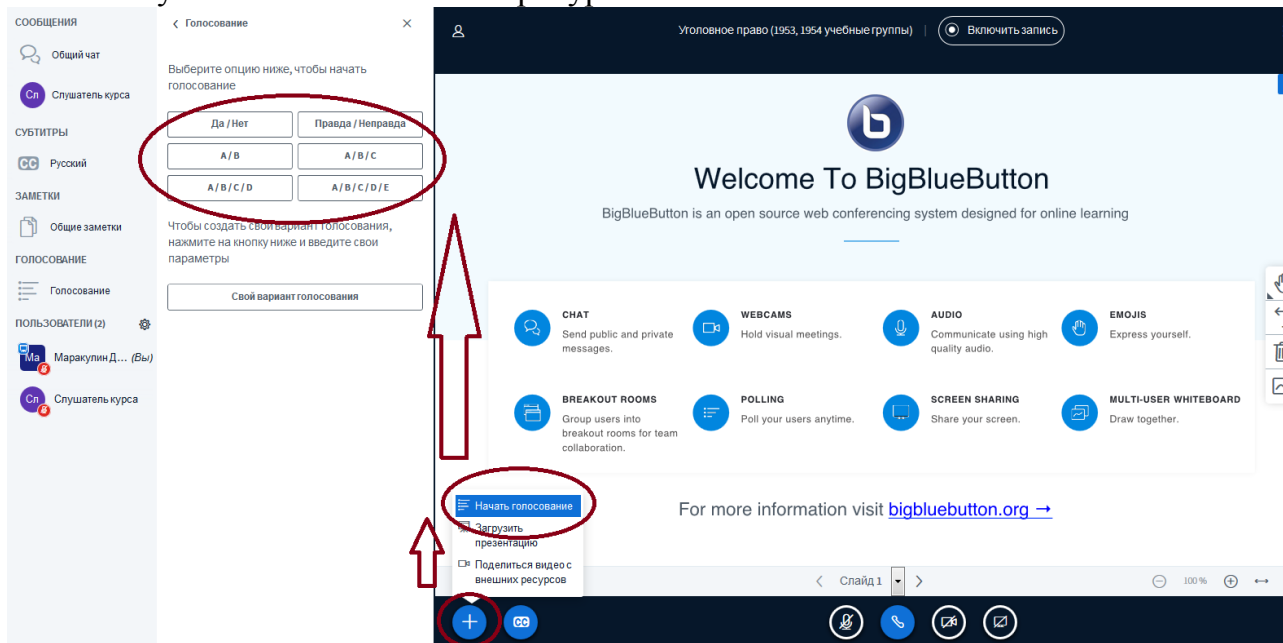 СООБЩЕНИЯ
Общий чат
Сл
Слушатель курса
СУБТИТРЫ
CC
Русский
ЗАМЕТКИ
Общие заметки
ГОЛОСОВАНИЕ
Голосование
ПОЛЬЗОВАТЕЛИ (2)
Ма
Маракулин Д... (Вы)
Сл
Слушатель курса
Голосование
Выберите опцию ниже, чтобы начать
голосование
Да / Нет
Правда / Неправда
A / B
A / B / C
A / B / C / D
A / B / C / D / E
Чтобы создать свой вариант голосования,
нажмите на кнопку ниже и введите свои
параметры
Свой вариант голосования
Уголовное право (1953, 1954 учебные группы)
Включить запись
b
Welcome To BigBlueButton
BigBlueButton is an open source web conferencing system designed for online learning
CHAT
Send public and private
messages.
WEBCAMS
Hold visual meetings.
AUDIO
Communicate using high
quality audio.
EMOJIS
Express yourself.
BREAKOUT ROOMS
Group users into
breakout rooms for team
collaboration.
POLLING
Poll your users anytime.
SCREEN SHARING
Share your screen.
MULTI-USER WHITEBOARD
Draw together.
For more information visit bigbluebutton.org →
Начать голосование
Загрузить
презентацию
Поделиться видео с
внешних ресурсов
Слайд 1
100 %
CC